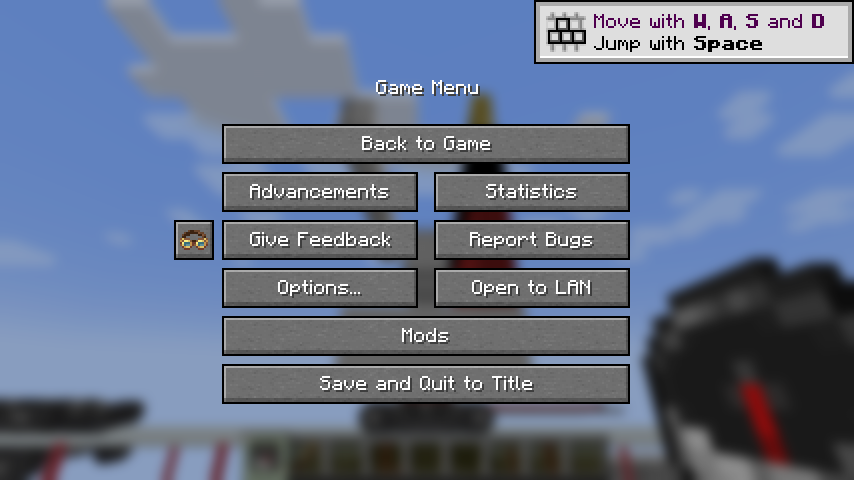 Move with W, A, S and D
Jump with Space
Game Menu
Back to Game
Advancements
Statistics
Give Feedback
Report Bugs
Options...
Open to LAN
Mods
Save and Quit to Title